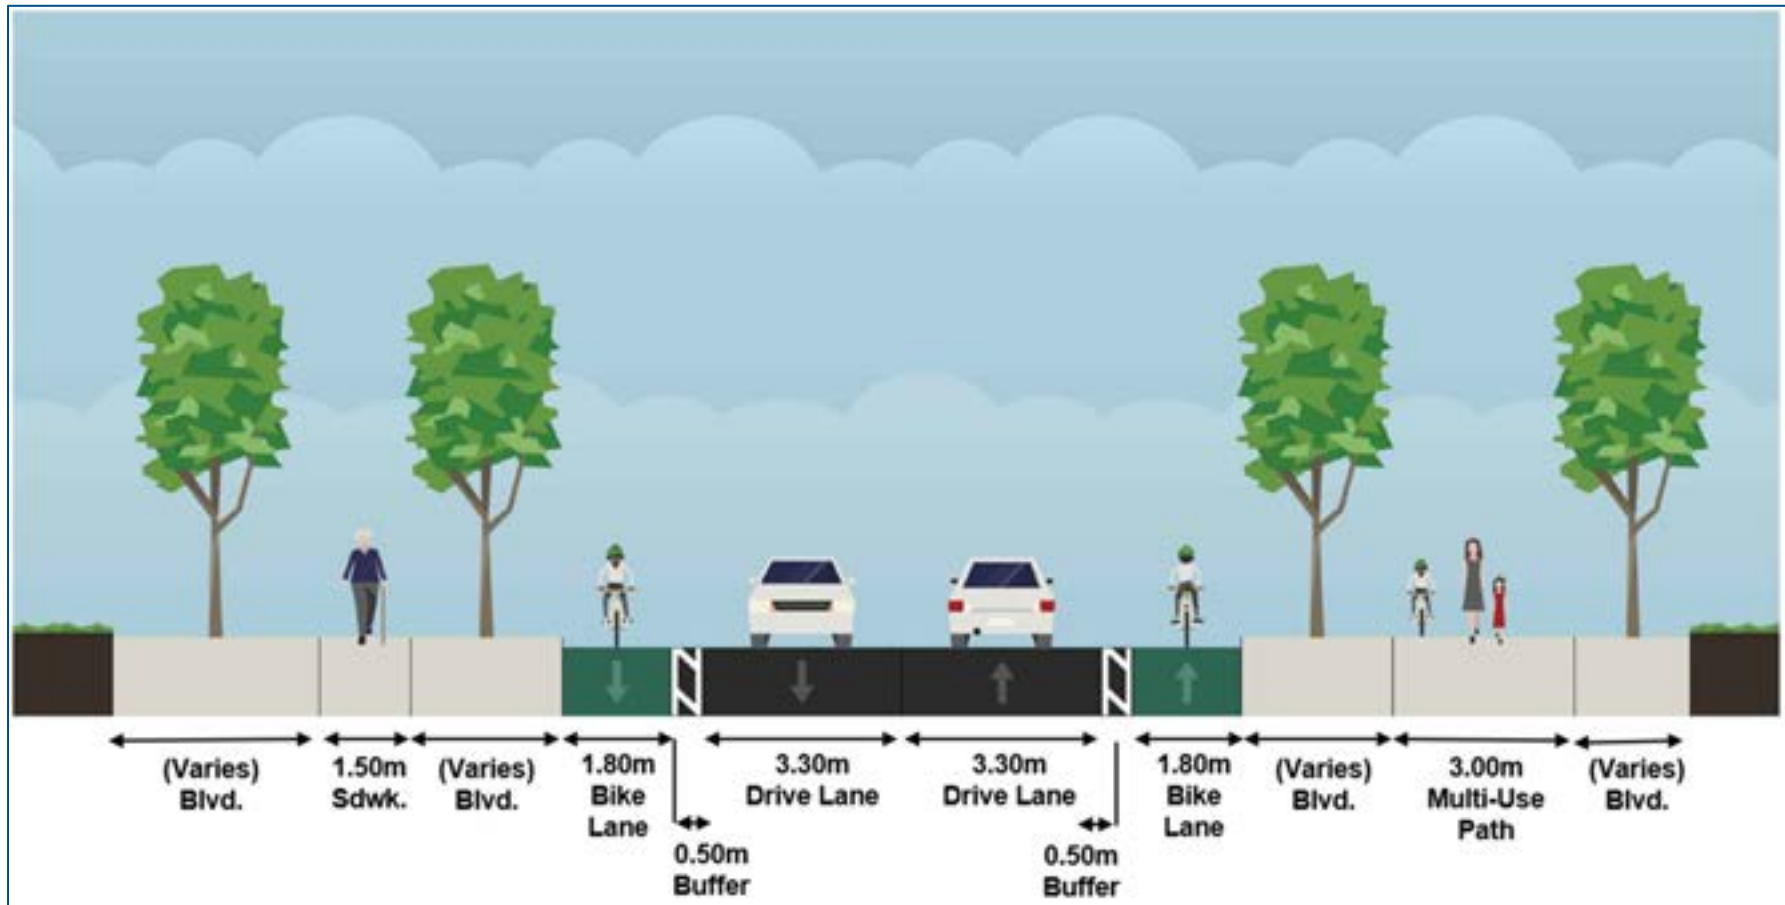 (Varies)
Blvd.
1.50m
Sdwk.
(Varies)
Blvd.
1.80m
Bike
Lane
0.50m
Buffer
3.30m
Drive Lane
3.30m
Drive Lane
0.50m
Buffer
1.80m
Bike
Lane
(Varies)
Blvd.
3.00m
Multi-Use
Path
(Varies)
Blvd.